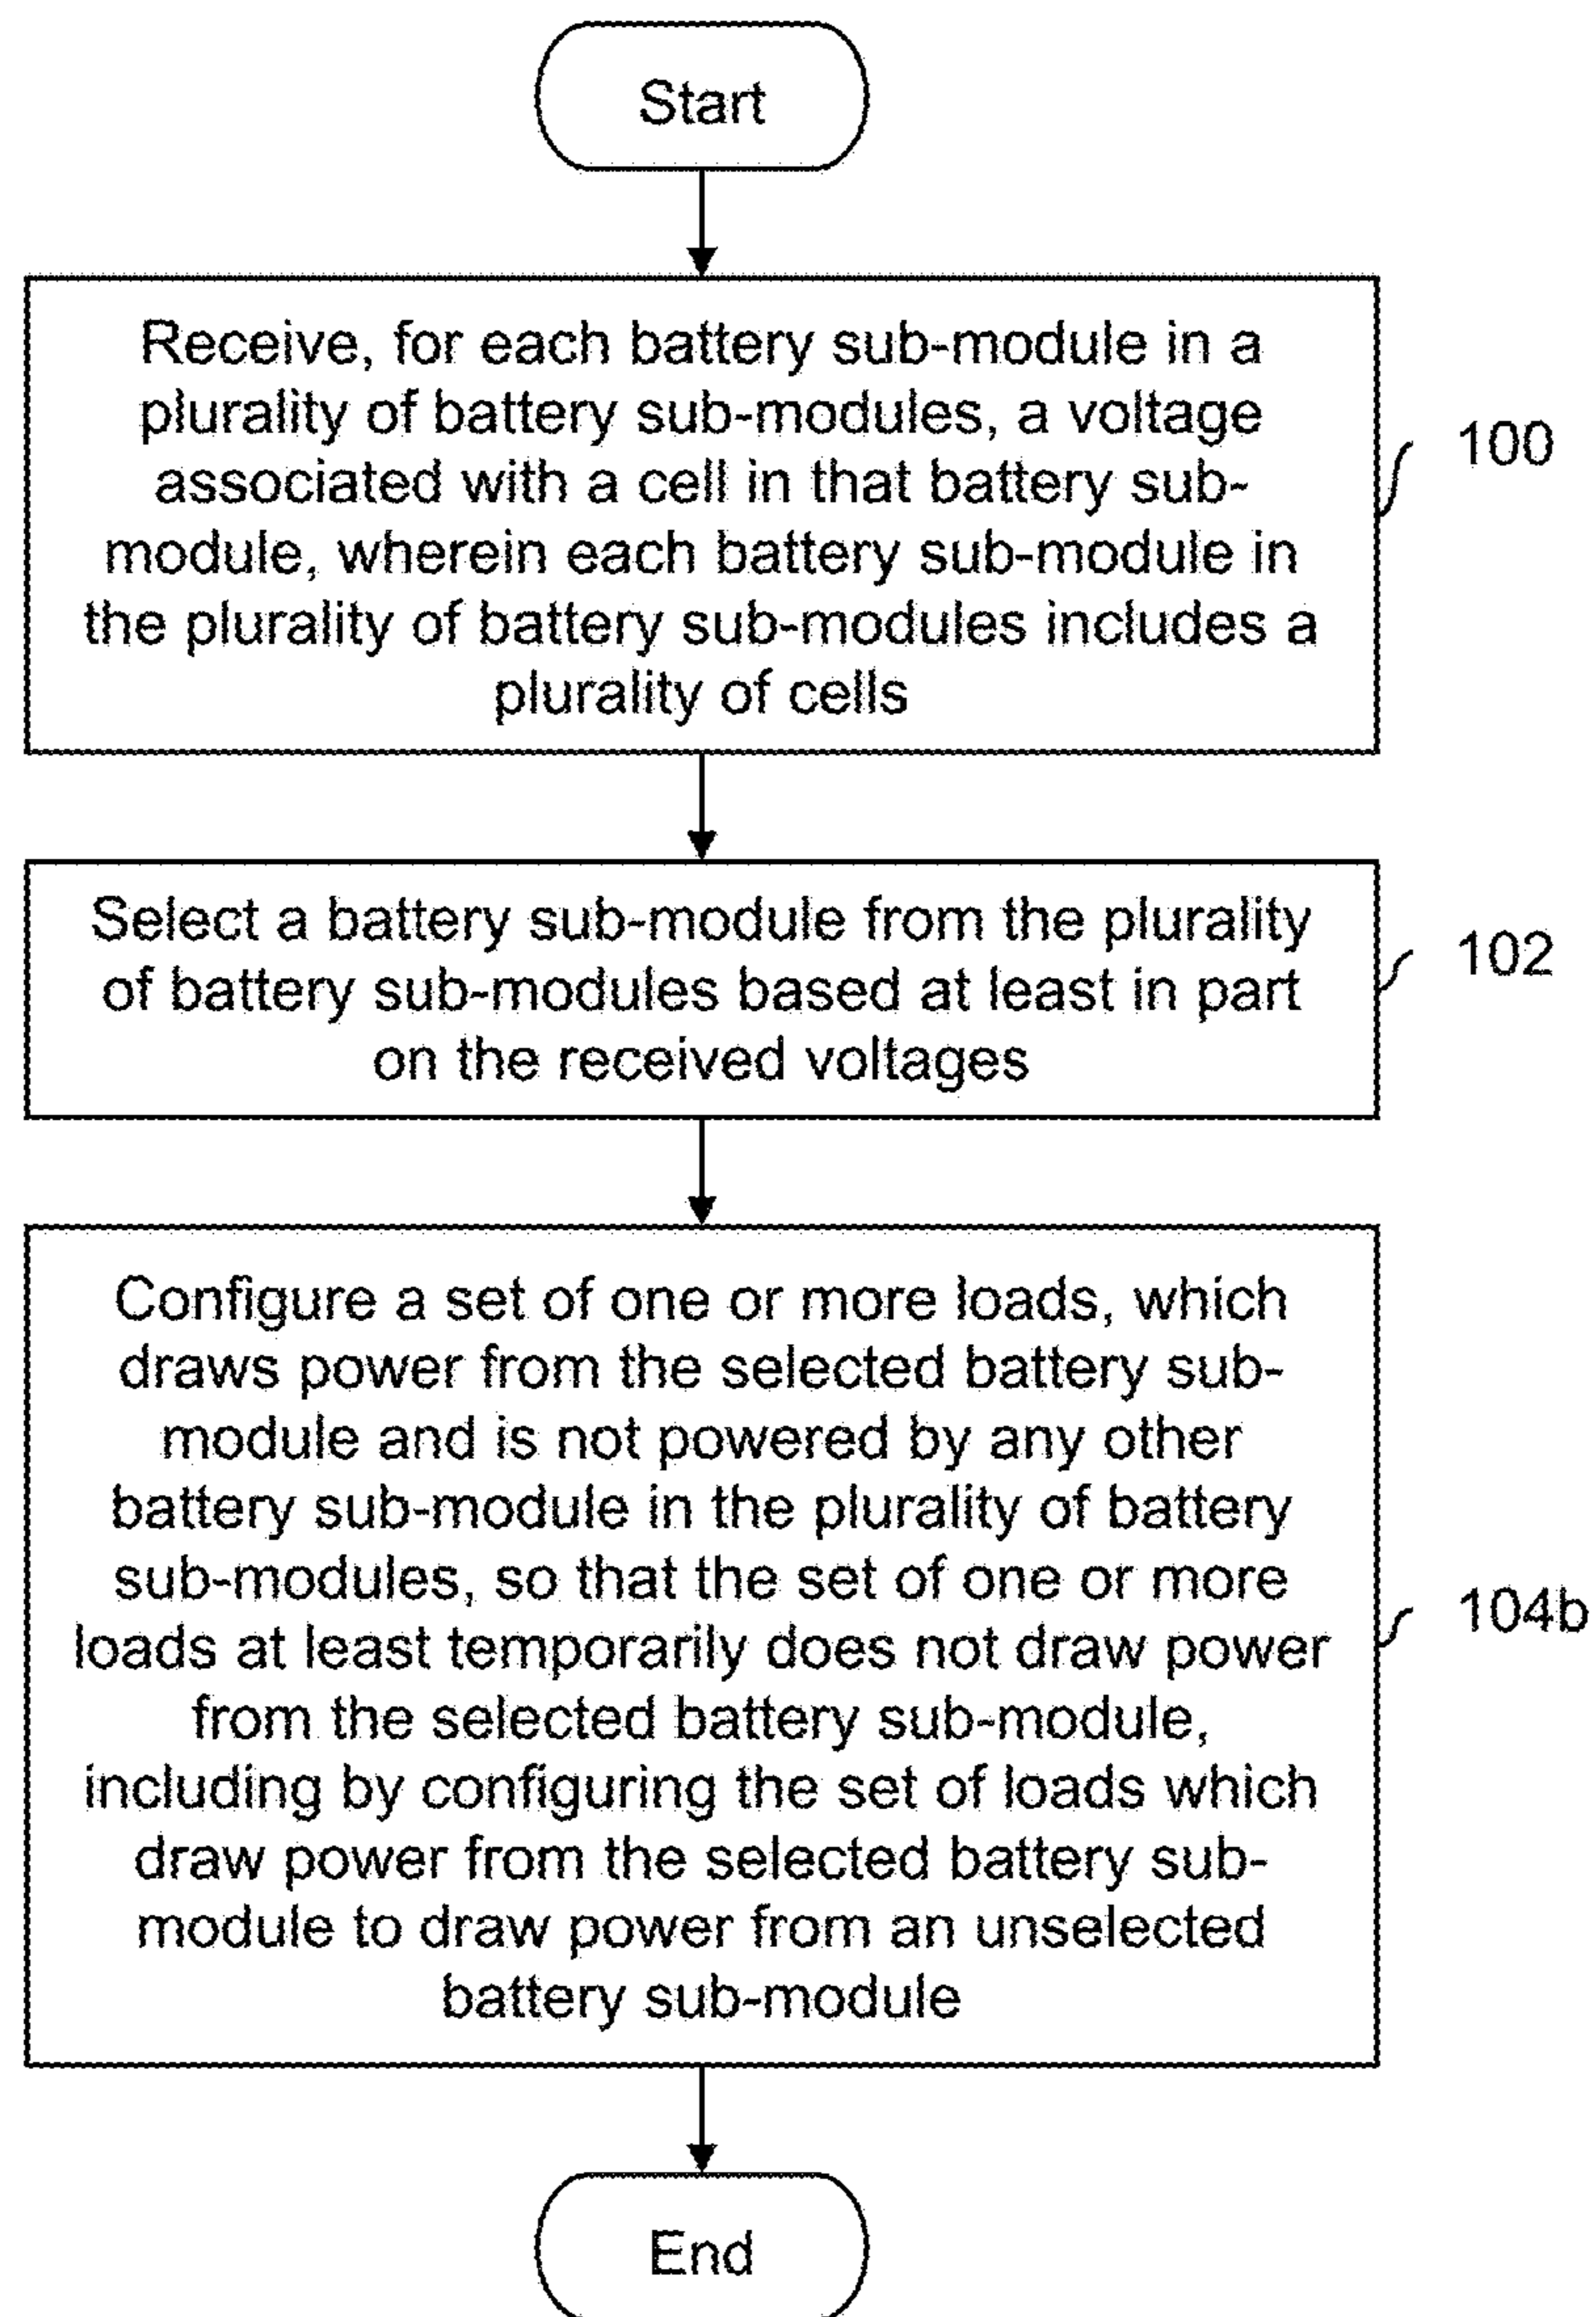 Start
Receive, for each battery sub-module in a
plurality of battery sub-modules, a voltage
associated with a cell in that battery sub-
module, wherein each battery sub-module in
the plurality of battery sub-modules includes a
plurality of cells
100
Select a battery sub-module from the plurality
of battery sub-modules based at least in part
on the received voltages
102
Configure a set of one or more loads, which
draws power from the selected battery sub-
module and is not powered by any other
battery sub-module in the plurality of battery
sub-modules, so that the set of one or more
loads at least temporarily does not draw power
from the selected battery sub-module,
including by configuring the set of loads which
draw power from the selected battery sub-
module to draw power from an unselected
battery sub-module
104b
End